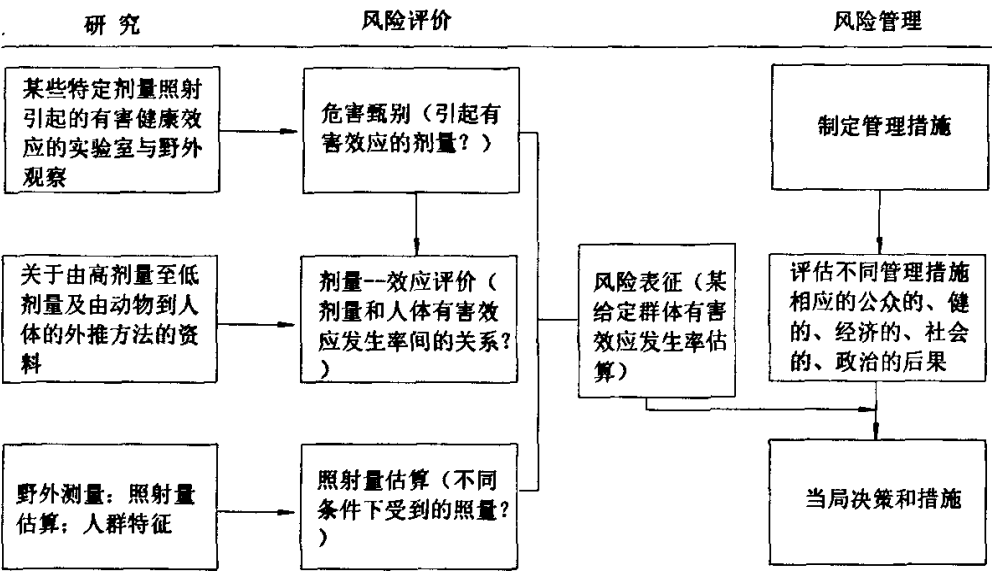 研究
风险评价
风险管理
某些特定剂量照射
引起的有害健康效
应的实验室与野外
观察
危害甄别（引起有
害效应的剂量？）
制定管理措施
关于由高剂量至低
剂量及由动物到人
体的外推方法的资
料
剂量--效应评价（
剂量和人体有害效
应发生率间的关系？
）
风险表征（某
给定群体有害
效应发生率估
算）
评估不同管理措施
相应的公众的、健
的、经济的、社会
的、政治的后果
野外测量：照射量
估算；人群特征
照射量估算（不同
条件下受到的照量？
）
当局决策和措施